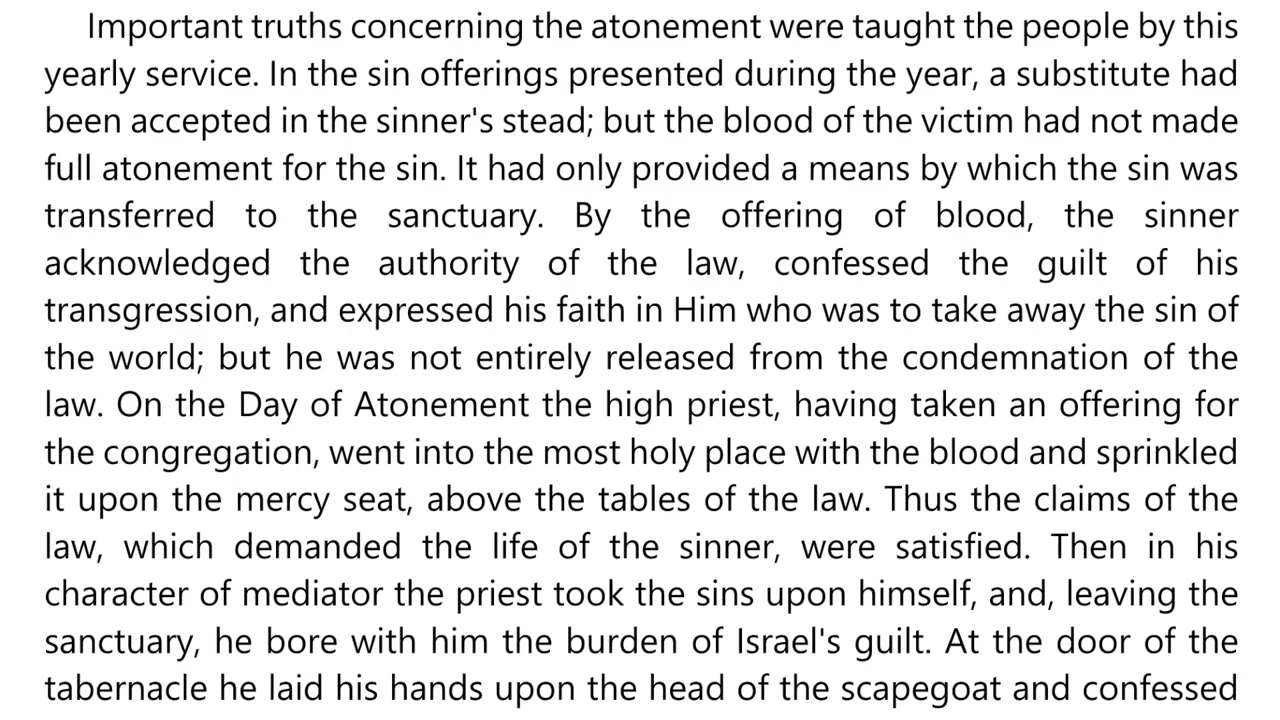 Important truths concerning the atonement were taught the people by this
yearly service. In the sin offerings presented during the year, a substitute had
been accepted in the sinner's stead; but the blood of the victim had not made
full atonement for the sin. It had only provided a means by which the sin was
transferred to the sanctuary. By the offering of blood, the sinner
acknowledged the authority of the law, confessed the guilt of his
transgression, and expressed his faith in Him who was to take away the sin of
the world; but he was not entirely released from the condemnation of the
law. On the Day of Atonement the high priest, having taken an offering for
the congregation, went into the most holy place with the blood and sprinkled
it upon the mercy seat, above the tables of the law. Thus the claims of the
law, which demanded the life of the sinner, were satisfied. Then in his
character of mediator the priest took the sins upon himself, and, leaving the
sanctuary, he bore with him the burden of Israel's guilt. At the door of the
tabernacle he laid his hands upon the head of the scapegoat and confessed